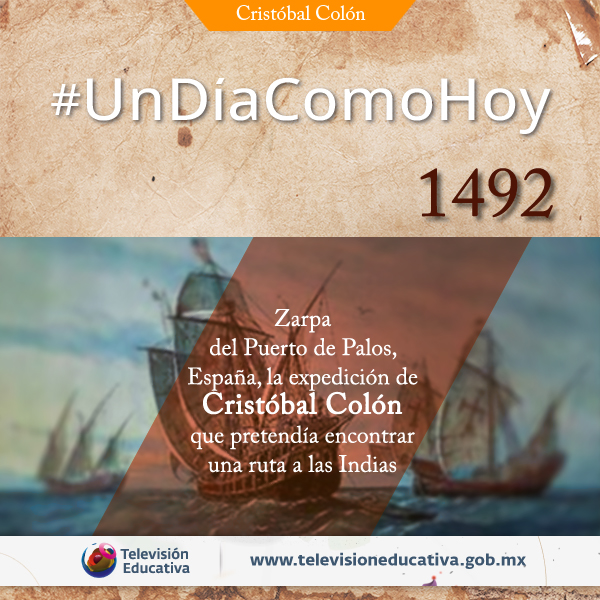 Cristóbal Colón
#UnDíaComoHoy
1492
Zarpa
del Puerto de Palos,
España, la expedición de
Cristóbal Colón
que pretendía encontrar
una ruta a las Indias
Televisión
Educativa
www.televisioneducativa.gob.mx